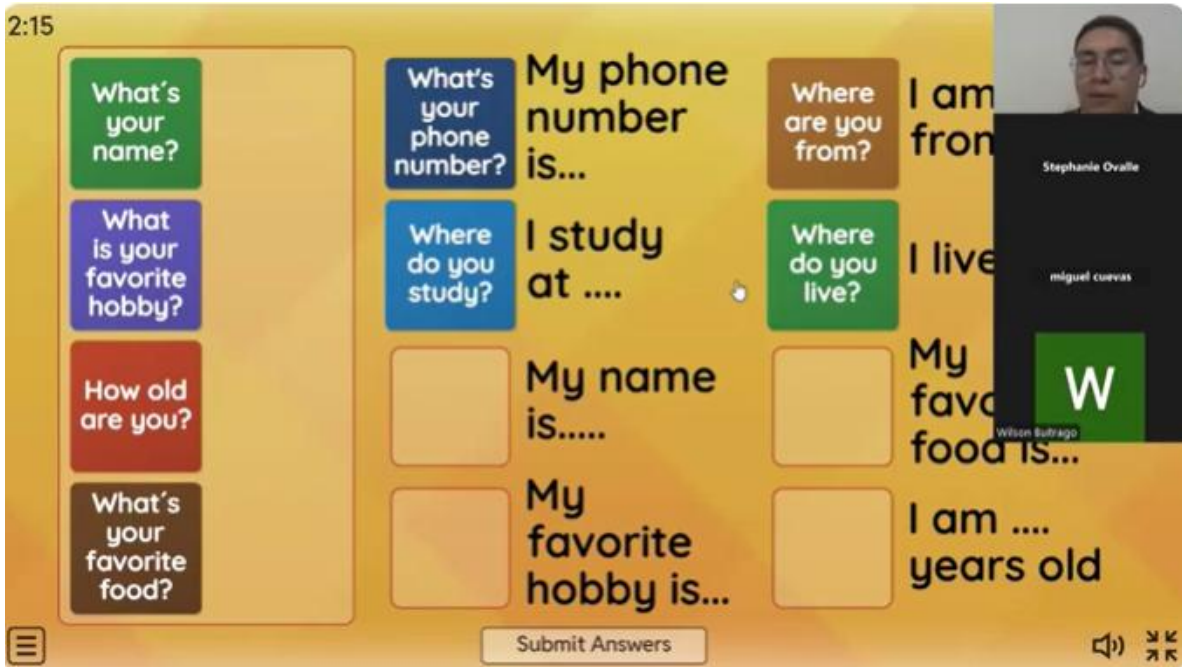 2:15
What´s
your
name?
What
is your
favorite
hobby?
How old
are you?
What´s
your
favorite
food?
What's
your
phone
number?
My phone
number
is...
Where
do you
study?
I study
at ....
My name
is.....
My
favorite
hobby is...
Where
are you
from?
I am
Where
do you
live?
I live
My
food is...
I am ....
years old
Stephanie Ovalle
miguel cuevas
W
Wilson Buitrago
Submit Answers